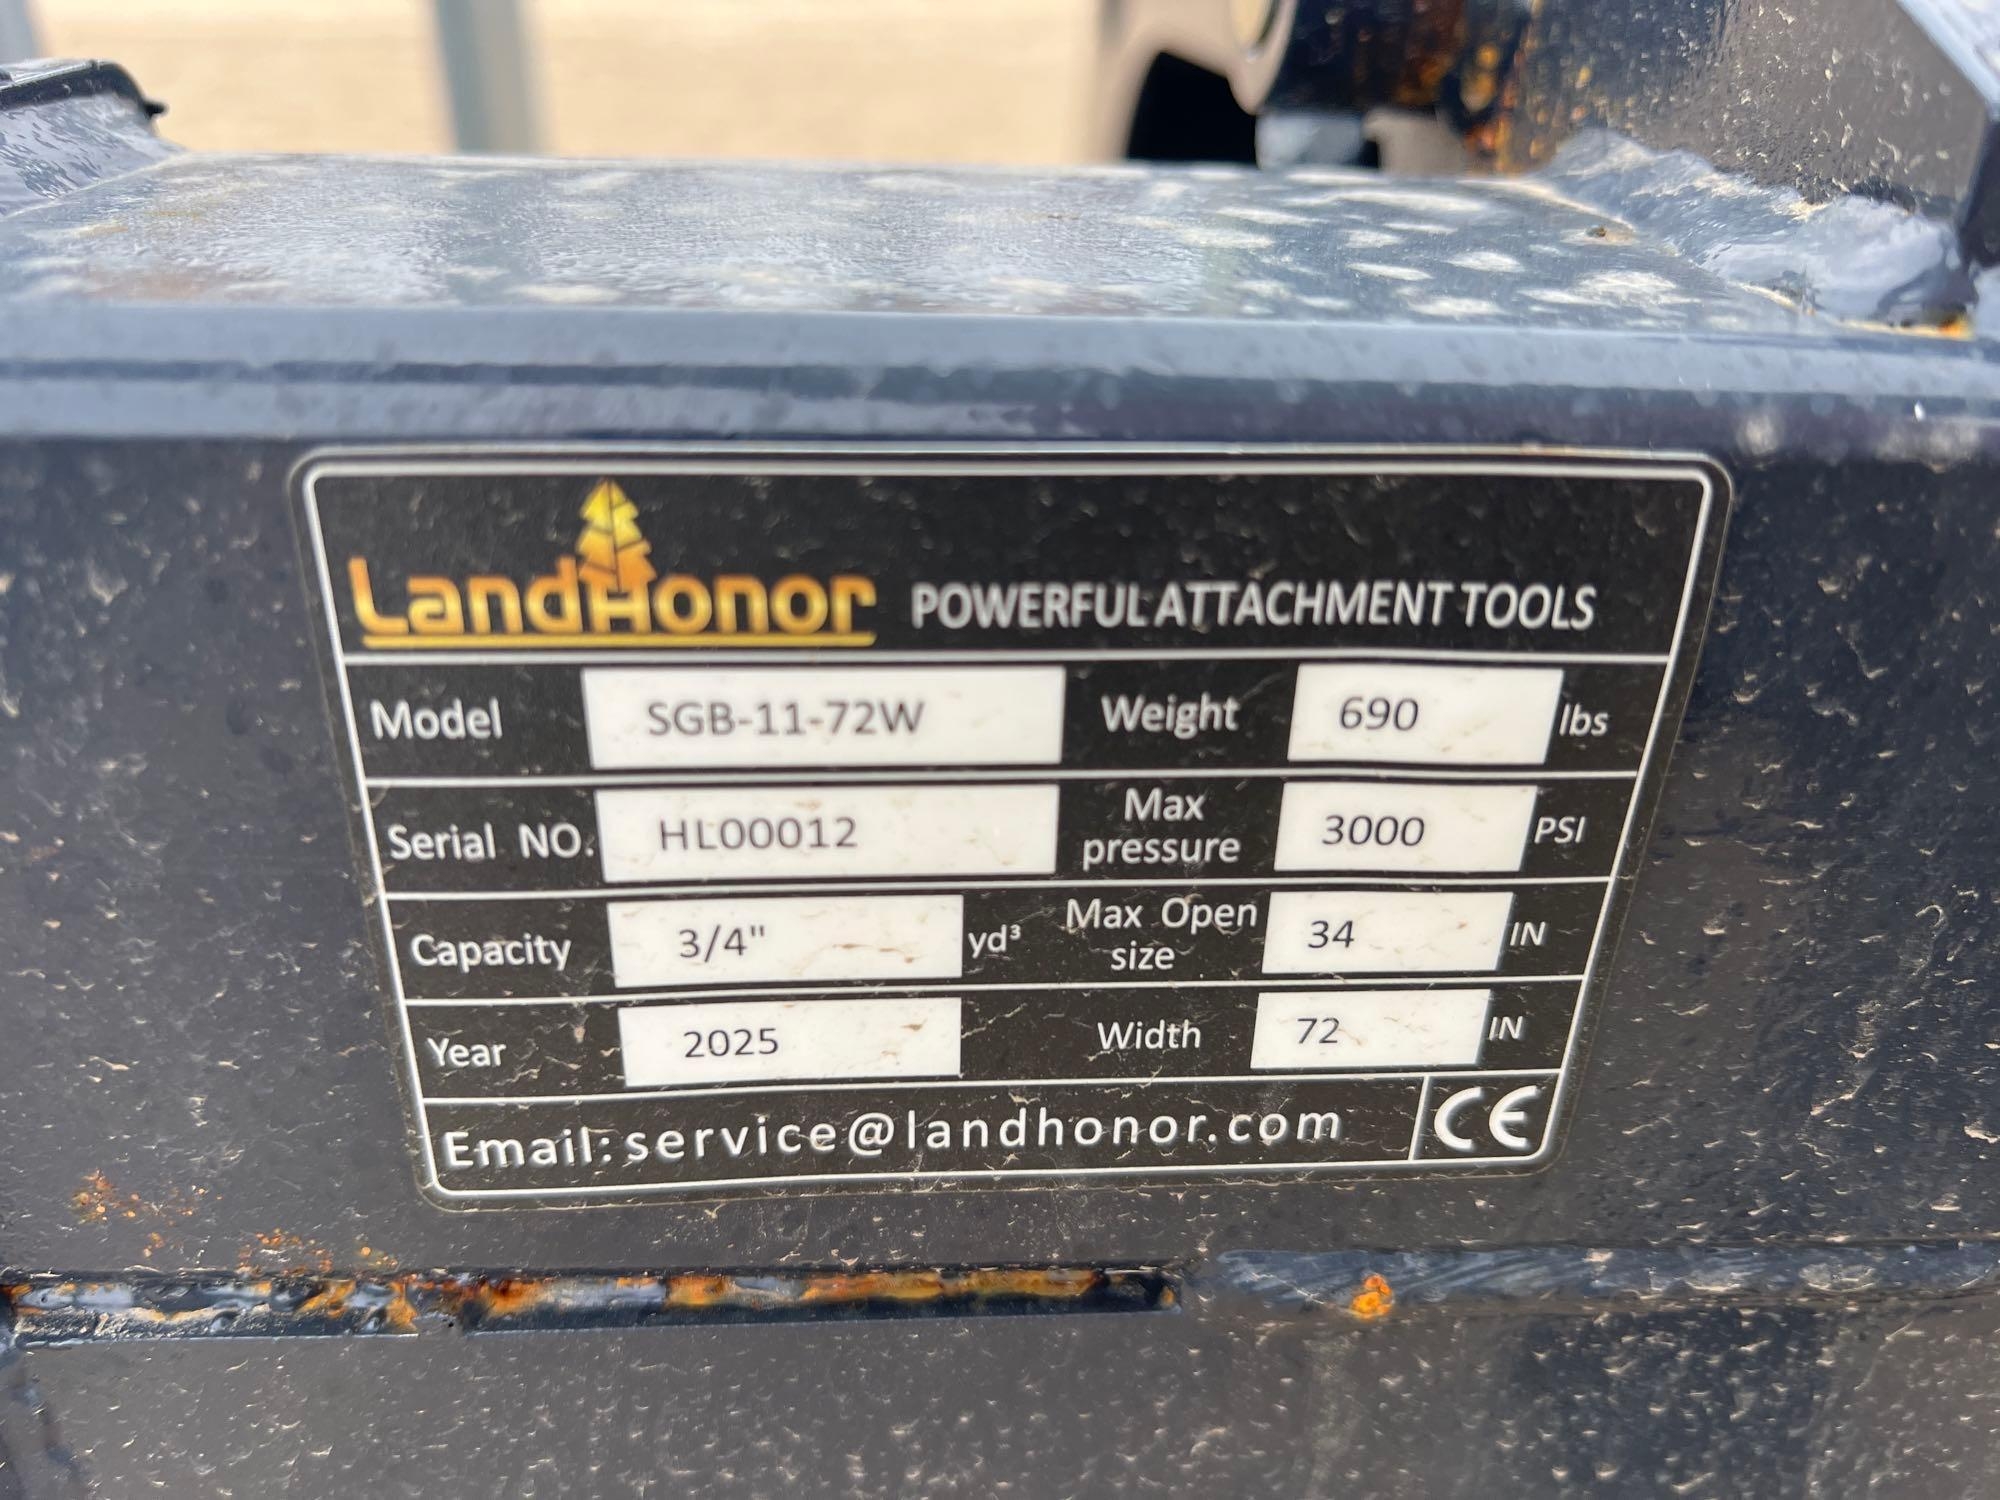 LandHonor POWERFUL ATTACHMENT TOOLS
Model SGB-11-72W Weight 690 lbs
Serial NO. HL00012 Max pressure 3000 PSI
Capacity 3/4" yd³ Max Open size 34 IN
Year 2025 Width 72 IN
Email: service@landhonor.com CE